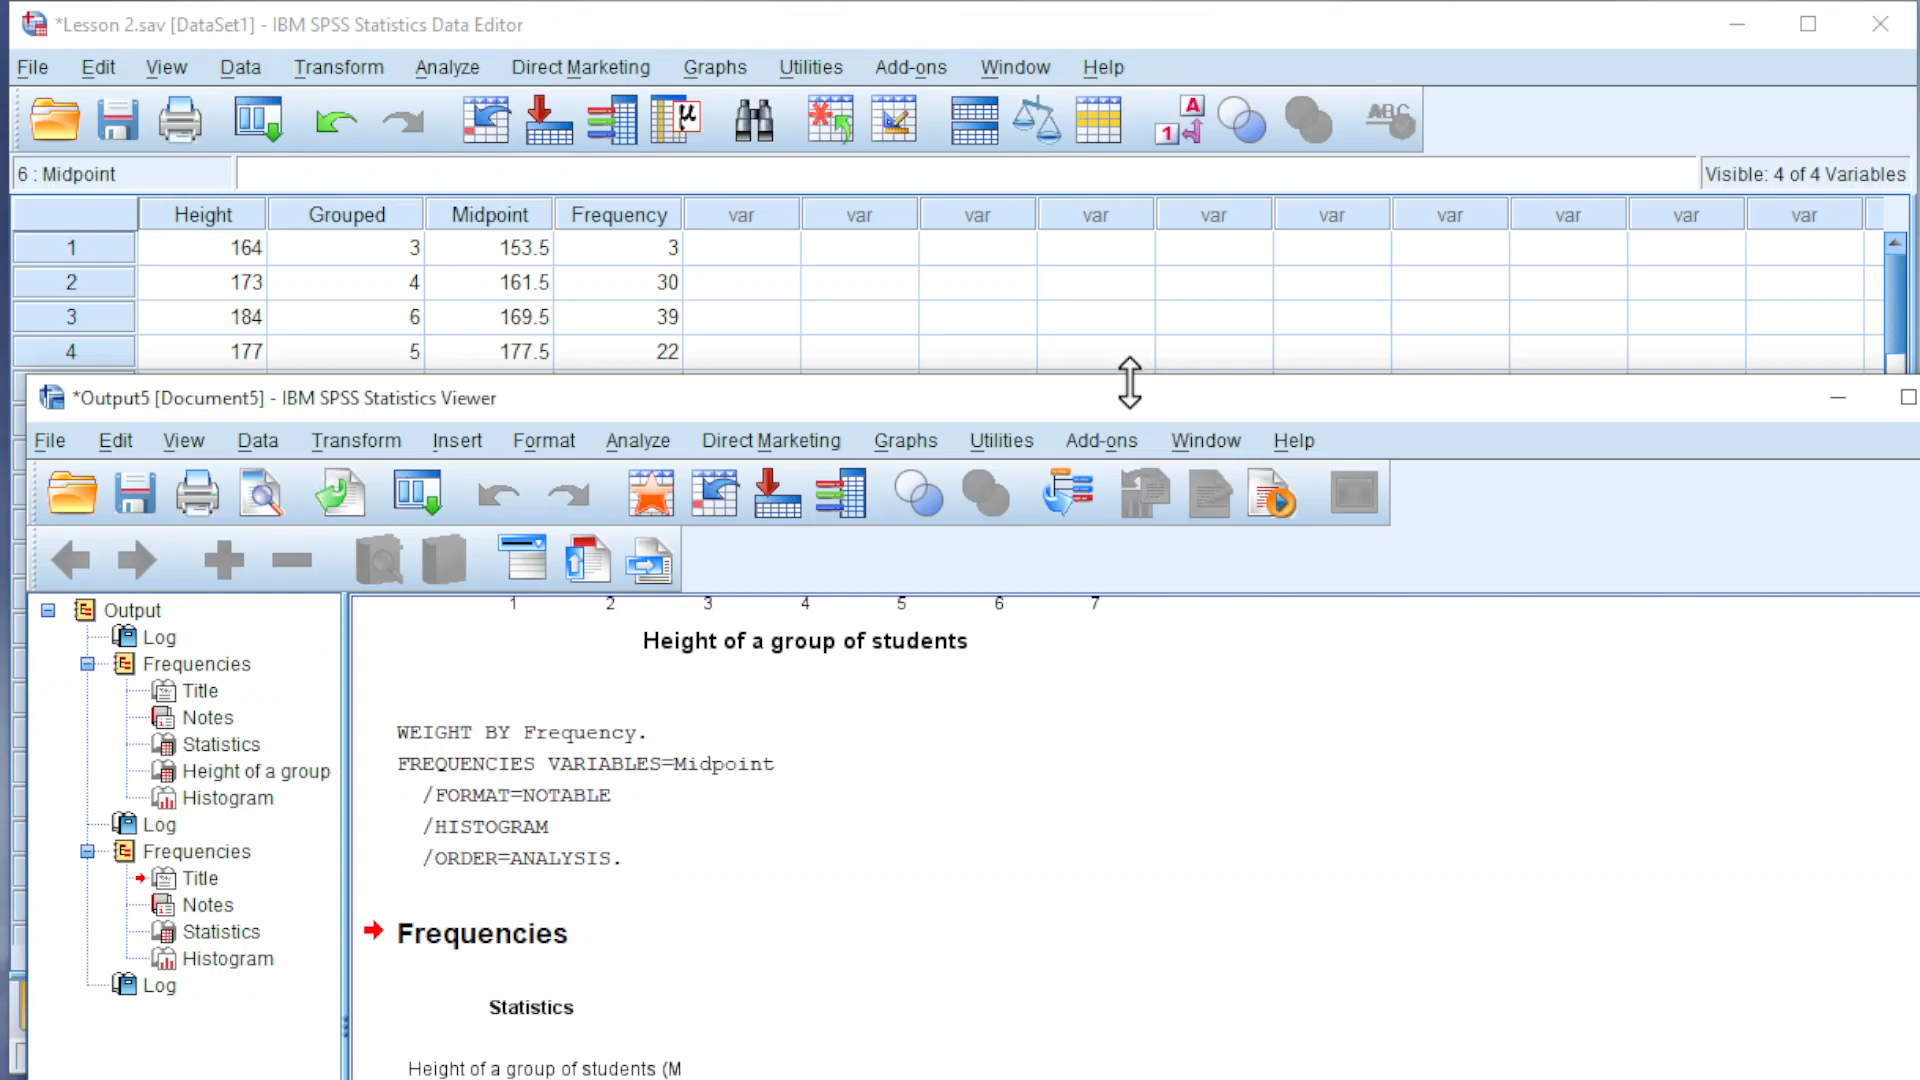 *Lesson 2.sav [DataSet1] - IBM SPSS Statistics Data Editor
File Edit View Data Transform Analyze Direct Marketing Graphs Utilities Add-ons Window Help
6 : Midpoint
Visible: 4 of 4 Variables
Height Grouped Midpoint Frequency var var var var var var var var var var
1 164 3 153.5 3
2 173 4 161.5 30
3 184 6 169.5 39
4 177 5 177.5 22
*Output5 [Document5] - IBM SPSS Statistics Viewer
File Edit View Data Transform Insert Format Analyze Direct Marketing Graphs Utilities Add-ons Window Help
Output
Log
Frequencies
Title
Notes
Statistics
Height of a group
Histogram
Log
Frequencies
Title
Notes
Statistics
Histogram
Log
1 2 3 4 5 6 7
Height of a group of students
WEIGHT BY Frequency.
FREQUENCIES VARIABLES=Midpoint
/FORMAT=NOTABLE
/HISTOGRAM
/ORDER=ANALYSIS.
Frequencies
Statistics
Height of a group of students (M